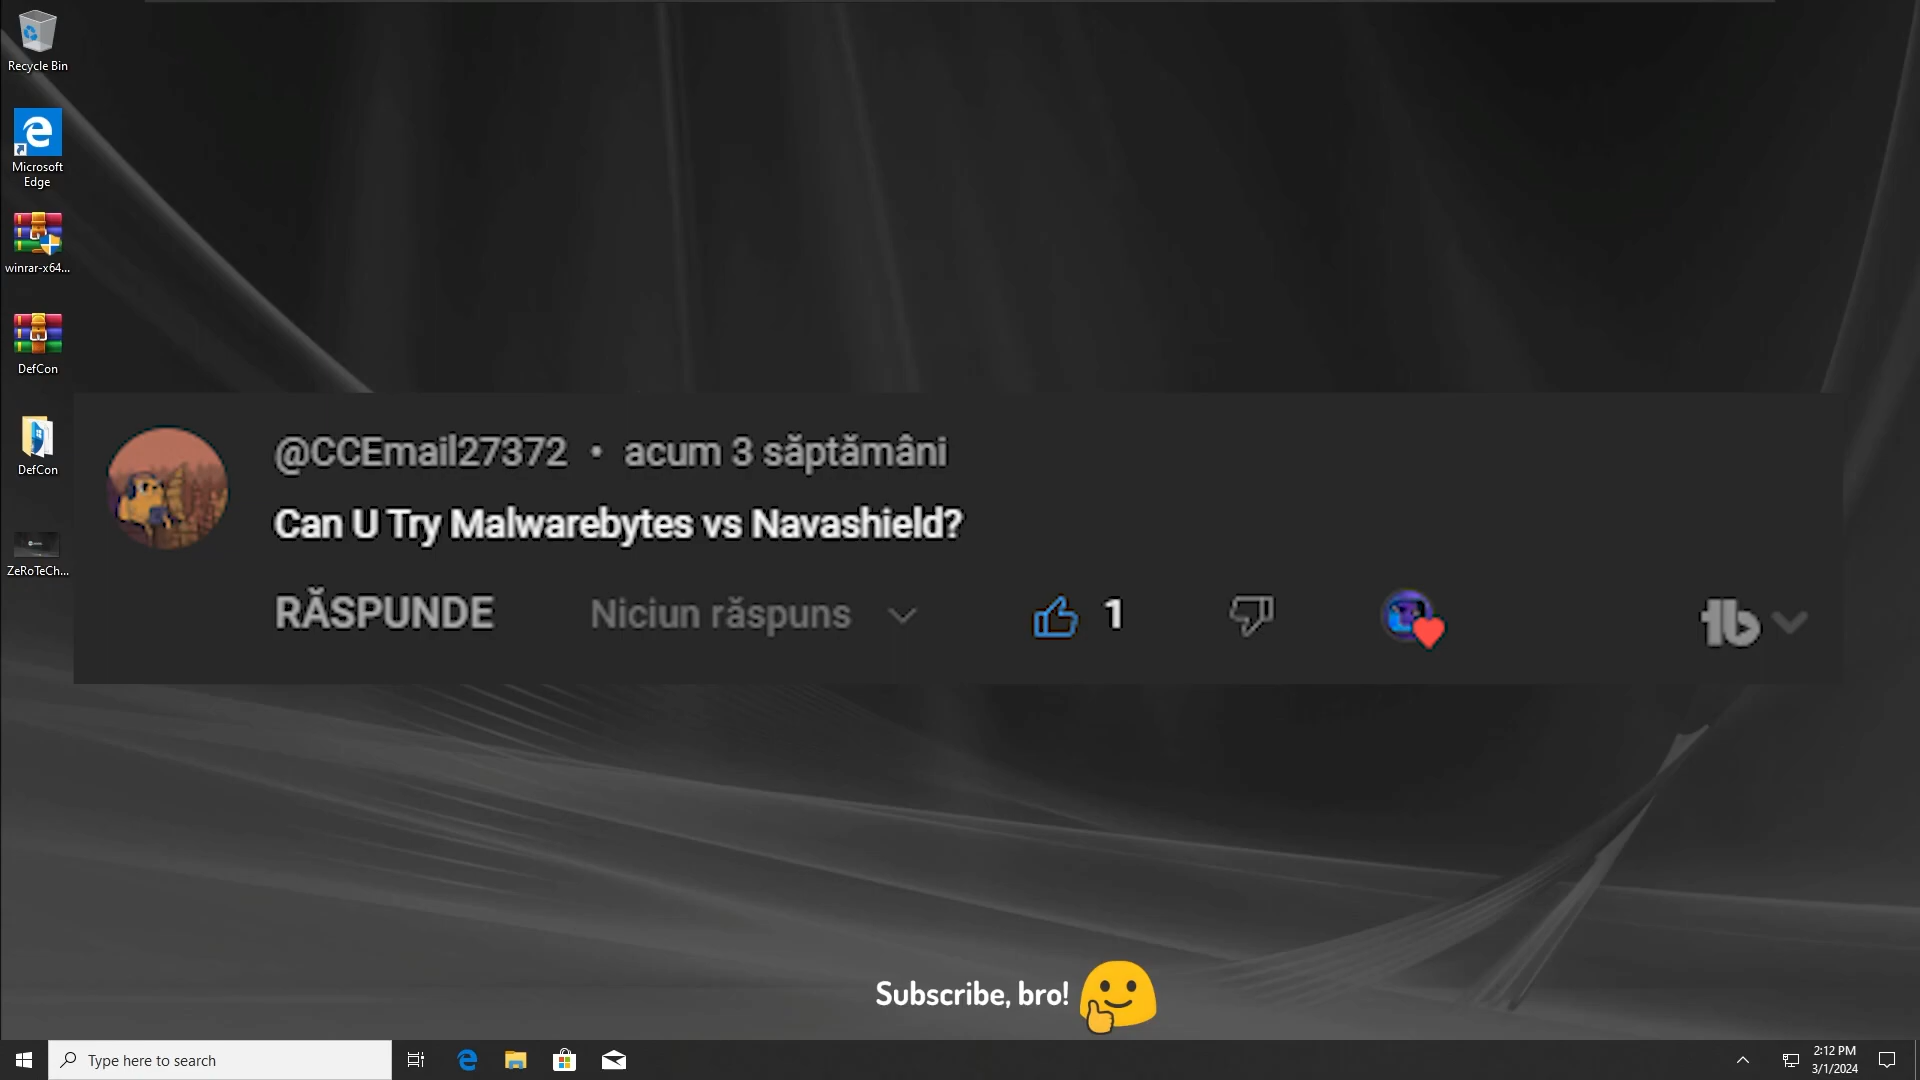 Recycle Bin
Microsoft
Edge
winrar-x64...
DefCon
DefCon
ZeRoTeCh...
@CCEmail27372 • acum 3 săptămâni
Can U Try Malwarebytes vs Navashield?
RĂSPUNDE Niciun răspuns 1
Subscribe, bro!
Type here to search
2:12 PM
3/1/2024